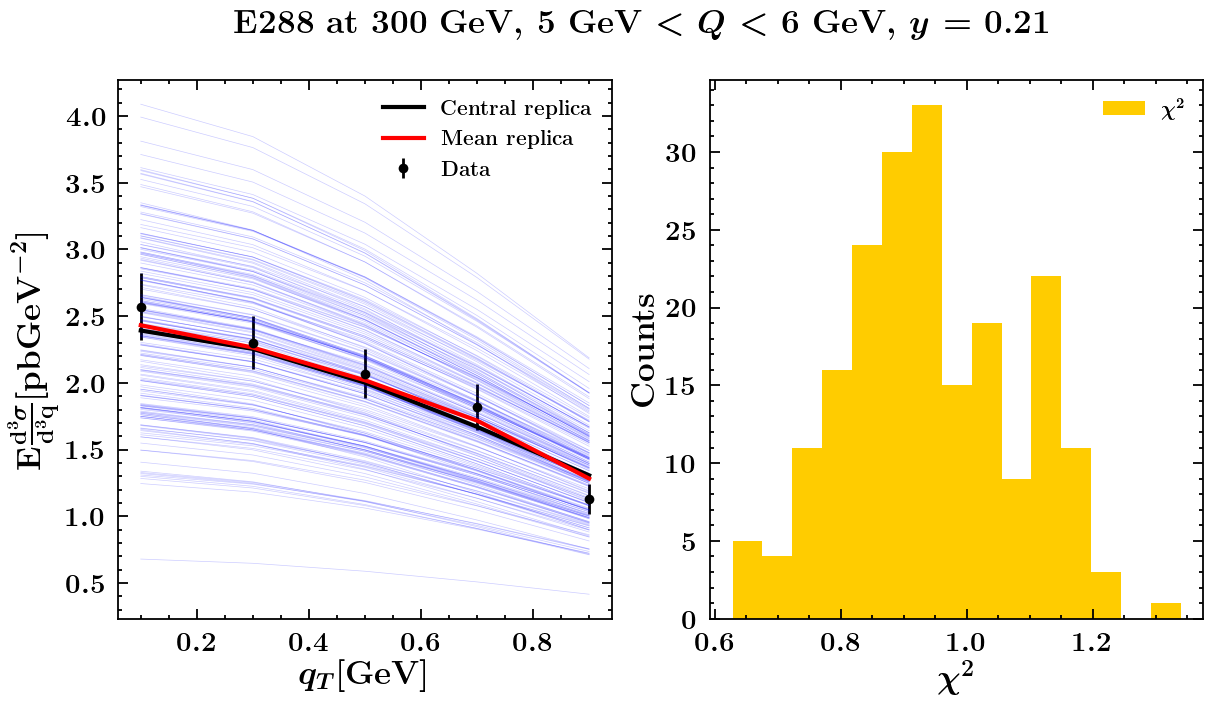 E288 at 300 GeV, 5 GeV < Q < 6 GeV, y = 0.21
Central replica
Mean replica
Data
4.0
3.5
3.0
2.5
2.0
1.5
1.0
0.5
E d³σ/d³q [pbGeV⁻²]
0.2 0.4 0.6 0.8
q_T[GeV]
χ²
30
25
20
15
10
5
0
Counts
0.6 0.8 1.0 1.2
χ²